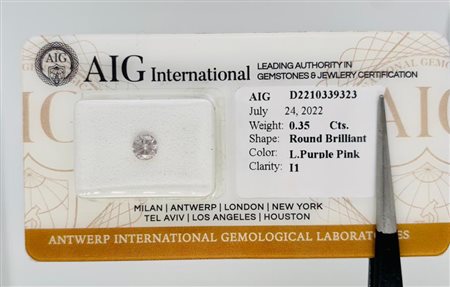 AIG
AIG International
LEADING AUTHORITY IN
GEMSTONES & JEWLERY CERTIFICATION
AIG D2210339323
July 24, 2022
Weight: 0.35 Cts.
Shape: Round Brilliant
Color: L.Purple Pink
Clarity: I1
AIG
MILAN | ANTWERP | LONDON | NEW YORK
TEL AVIV | LOS ANGELES | HOUSTON
ANTWERP INTERNATIONAL GEMOLOGICAL LABORATORIES